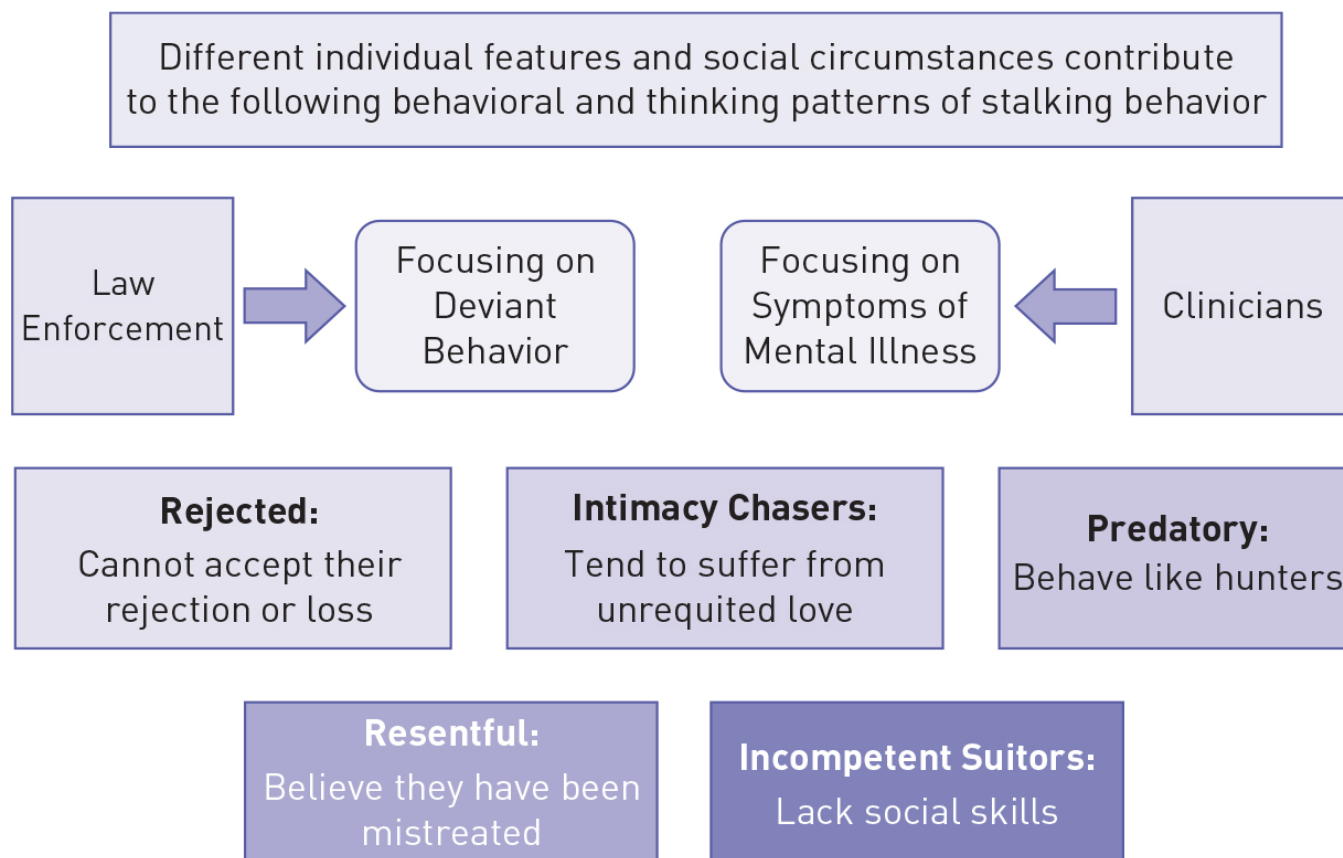 Different individual features and social circumstances contribute
to the following behavioral and thinking patterns of stalking behavior
Law
Enforcement
Focusing on
Deviant
Behavior
Focusing on
Symptoms of
Mental Illness
Clinicians
Rejected:
Cannot accept their
rejection or loss
Intimacy Chasers:
Tend to suffer from
unrequited love
Predatory:
Behave like hunters
Resentful:
Believe they have been
mistreated
Incompetent Suitors:
Lack social skills